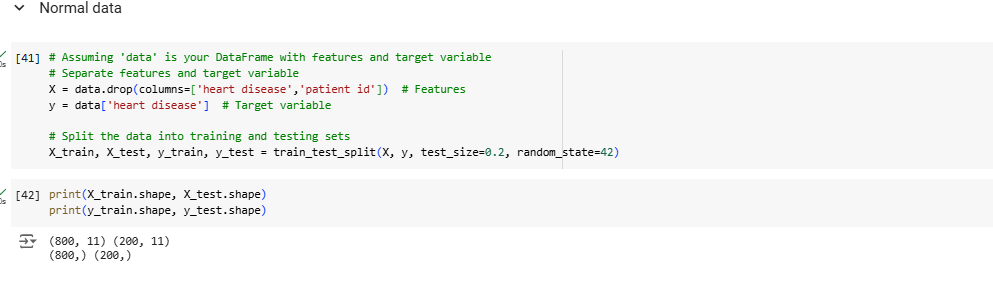 Normal data
[41] # Assuming 'data' is your DataFrame with features and target variable
# Separate features and target variable
X = data.drop(columns=['heart disease','patient id'])  # Features
y = data['heart disease']  # Target variable
# Split the data into training and testing sets
X_train, X_test, y_train, y_test = train_test_split(X, y, test_size=0.2, random_state=42)
[42] print(X_train.shape, X_test.shape)
print(y_train.shape, y_test.shape)
(800, 11) (200, 11)
(800,) (200,)